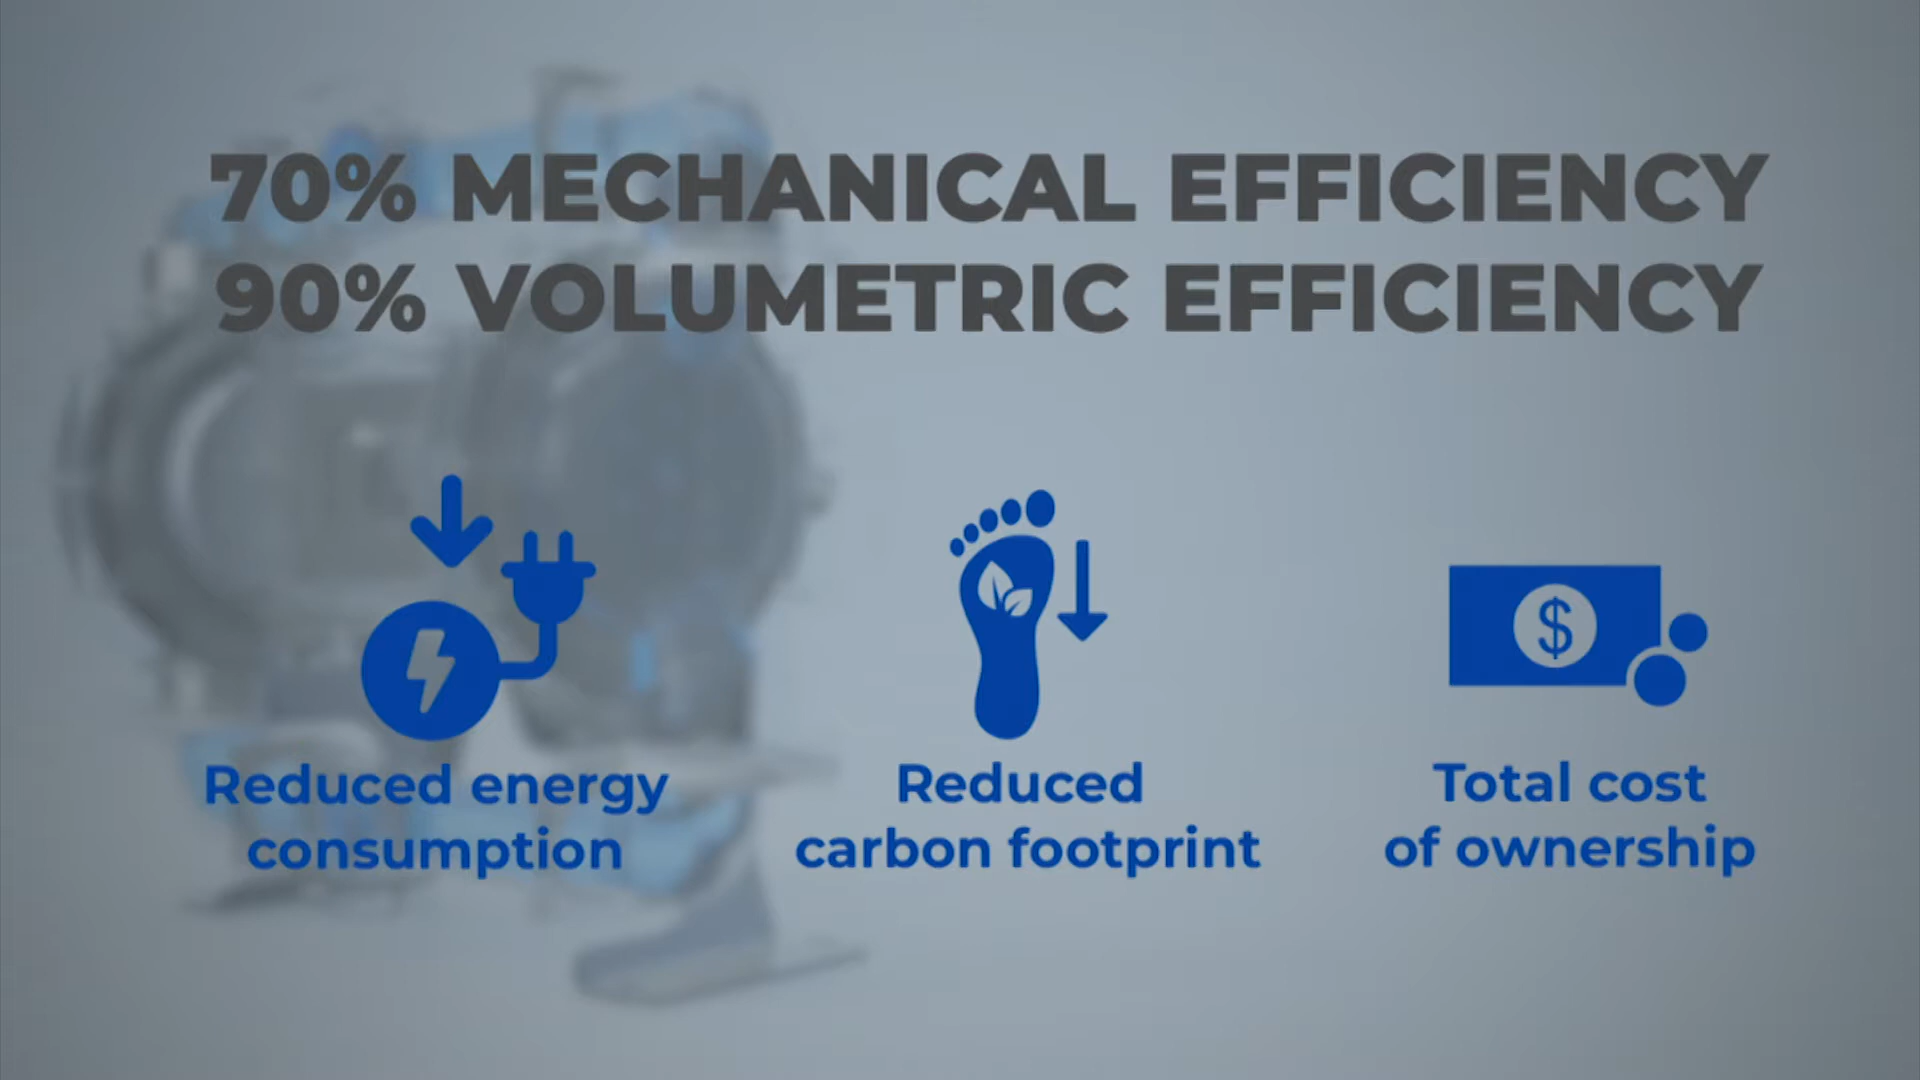 70% MECHANICAL EFFICIENCY
90% VOLUMETRIC EFFICIENCY
$
Reduced energy
consumption
Reduced
carbon footprint
Total cost
of ownership